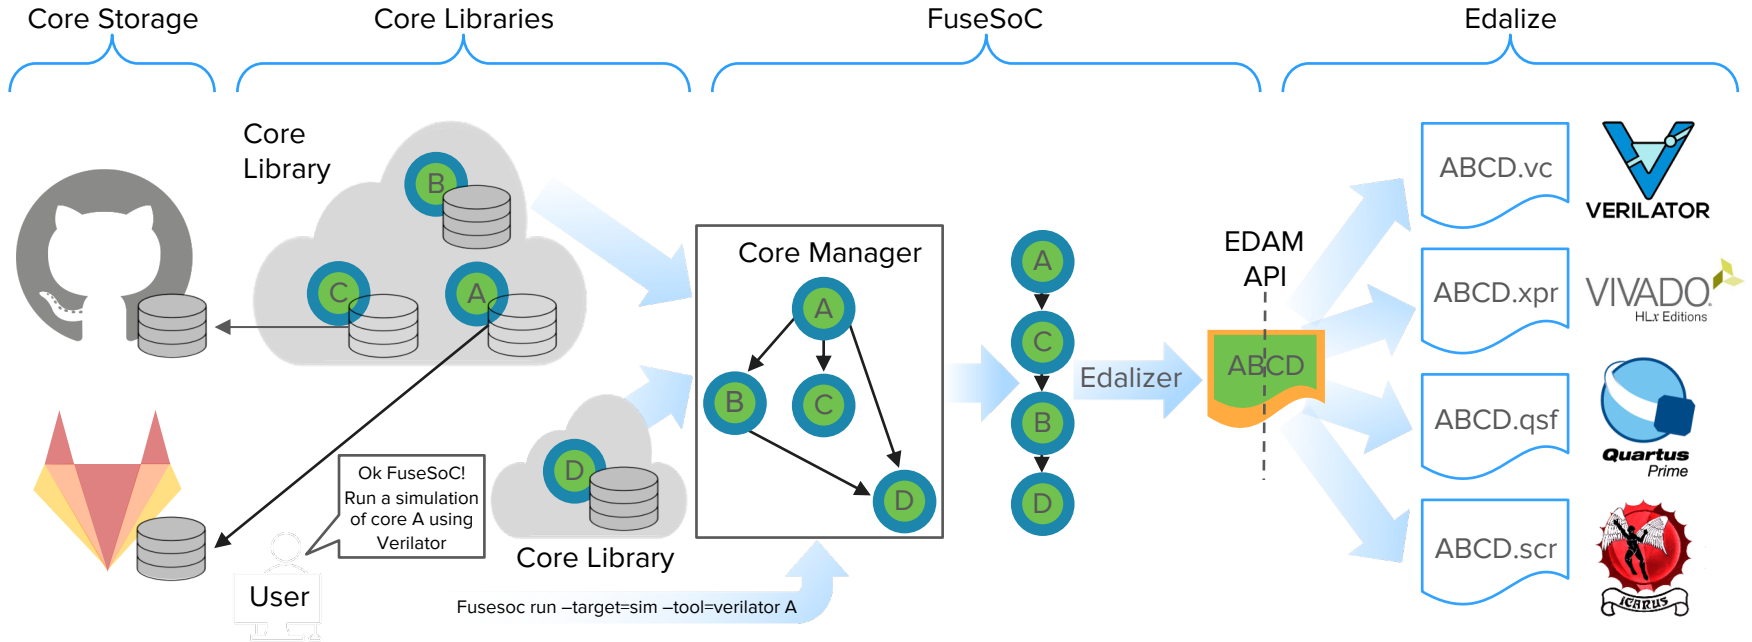 Core Storage
Core Libraries
FuseSoC
Edalize
Core
Library
B
C
A
D
Core Library
Ok FuseSoC!
Run a simulation
of core A using
Verilator
User
Fusesoc run –target=sim –tool=verilator A
Core Manager
A
B
C
D
A
C
B
D
Edalizer
EDAM
API
ABCD
ABCD.vc
VERILATOR
ABCD.xpr
VIVADO.
HLx Editions
ABCD.qsf
Quartus
Prime
ABCD.scr
ICARUS